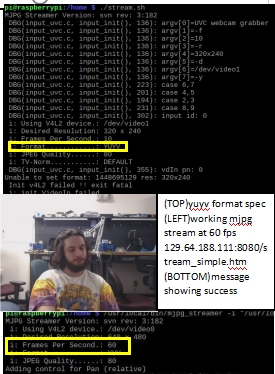 pi@raspberrypi:/home $ ./stream.sh
MJPG Streamer Version: svn rev: 3:182
DBG(input_uvc.c, input_init(), 136): argv[0]=UVC webcam grabber
DBG(input_uvc.c, input_init(), 136): argv[1]=-f
DBG(input_uvc.c, input_init(), 136): argv[2]=10
DBG(input_uvc.c, input_init(), 136): argv[3]=-r
DBG(input_uvc.c, input_init(), 136): argv[4]=320x240
DBG(input_uvc.c, input_init(), 136): argv[5]=-d
DBG(input_uvc.c, input_init(), 136): argv[6]=/dev/video1
DBG(input_uvc.c, input_init(), 136): argv[7]=-y
DBG(input_uvc.c, input_init(), 223): case 6,7
DBG(input_uvc.c, input_init(), 201): case 4,5
DBG(input_uvc.c, input_init(), 194): case 2,3
DBG(input_uvc.c, input_init(), 231): case 8,9
DBG(input_uvc.c, input_init(), 302): input id: 0
i: Using V4L2 device.: /dev/video1
i: Desired Resolution: 320 x 240
i: Frames Per Second.: 10
i: Format............: YUYV
i: JPEG Quality......: 80
i: TV-Norm...........: DEFAULT
DBG(input_uvc.c, input_init(), 355): vdIn pn: 0
Unable to set format: 1448695129 res: 320x240
Init v4L2 failed !! exit fatal
i: init_VideoIn failed
(TOP)yuyv format spec
(LEFT)working mjpg
stream at 60 fps
129.64.188.111:8080/s
tream_simple.htm
(BOTTOM)message
showing success
pi@raspberrypi:/home $ /usr/local/bin/mjpg_streamer -i "/usr/lo
MJPG Streamer Version: svn rev: 3:182
i: Using V4L2 device.: /dev/video0
i: Desired Resolution: 640 x 480
i: Frames Per Second.: 60
i: JPEG Quality......: 80
Adding control for Pan (relative)